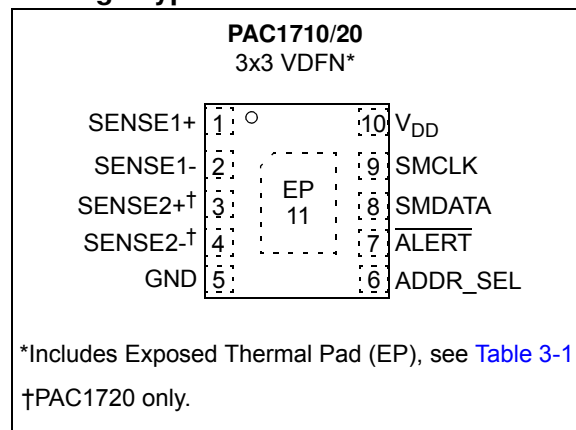 PAC1710/20
3x3 VDFN*
SENSE1+ 1 10 VDD
SENSE1- 2 9 SMCLK
EP
SENSE2+† 3 8 SMDATA
11
SENSE2-† 4 7 ALERT
GND 5 6 ADDR_SEL
*Includes Exposed Thermal Pad (EP), see Table 3-1
†PAC1720 only.